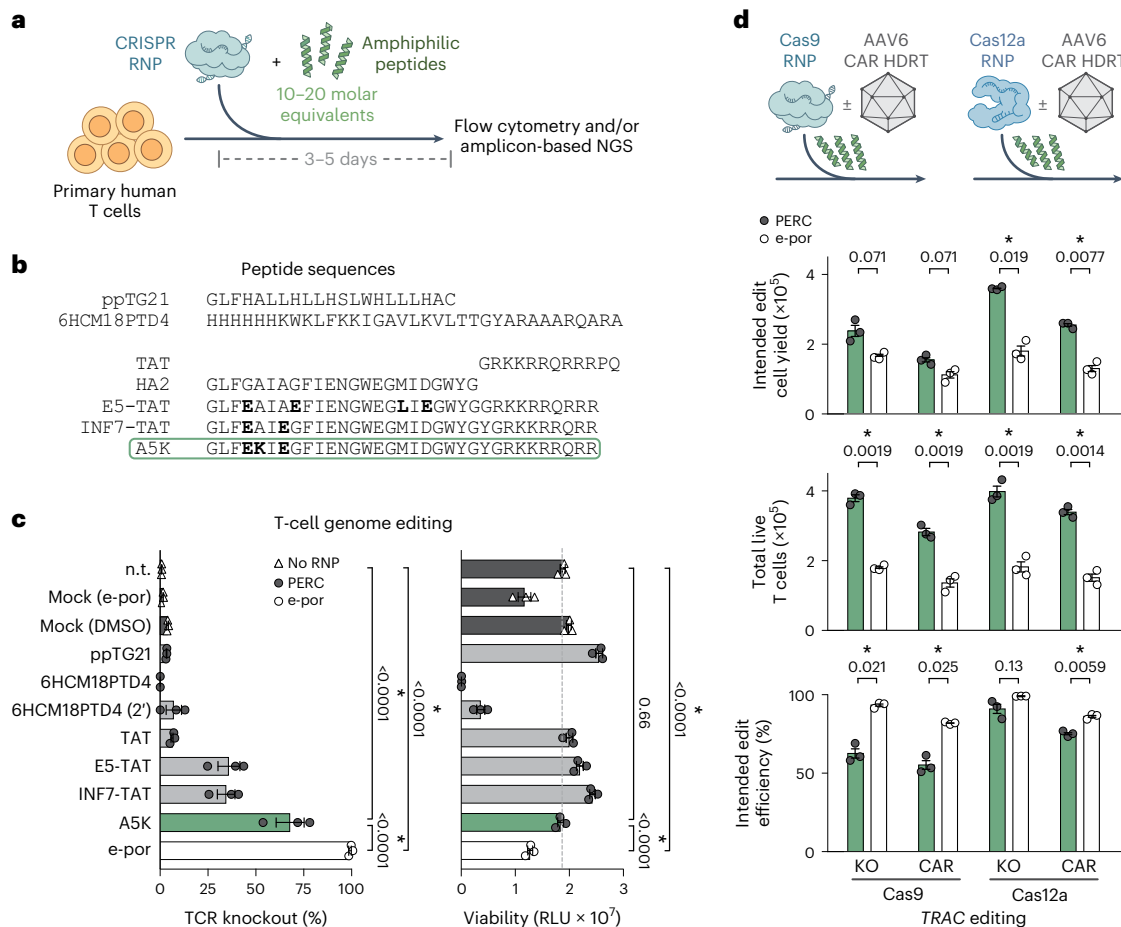 a
CRISPR
RNP
+
Amphiphilic
peptides
10–20 molar
equivalents
3–5 days
Flow cytometry and/or
amplicon-based NGS
Primary human
T cells
b
Peptide sequences
ppTG21 GLFHALLHLLHSLWHLLLHAC
6HCM18PTD4 HHHHHHKWKLFKKIGAVLKVLTTGYARAAARQARA
TAT GRKKRRQRRRPQ
HA2 GLFGAIAGFIENGWEGMIDGWYG
E5-TAT GLFEAIAEFIENGWEGLIEGWYGGRKKRRQRRR
INF7-TAT GLFEAIEGFIENGWEGMIDGWYGYGRKKRRQRR
A5K GLFEKIEGFIENGWEGMIDGWYGYGRKKRRQRR
c
T-cell genome editing
No RNP
PERC
e-por
n.t.
Mock (e-por)
Mock (DMSO)
ppTG21
6HCM18PTD4
6HCM18PTD4 (2′)
TAT
E5-TAT
INF7-TAT
A5K
e-por
<0.0001
*
<0.0001
*
<0.0001
*
0.66
<0.0001
*
<0.0001
*
0 25 50 75 100
TCR knockout (%)
0 1 2 3
Viability (RLU × 10⁷)
d
Cas9
RNP
±
AAV6
CAR HDRT
Cas12a
RNP
±
AAV6
CAR HDRT
PERC
e-por
* *
0.071 0.071 0.019 0.0077
4
2
0
Intended edit
cell yield (×10⁵)
* * * *
0.0019 0.0019 0.0019 0.0014
4
2
0
Total live
T cells (×10⁵)
* * *
0.021 0.025 0.13 0.0059
100
50
0
Intended edit
efficiency (%)
KO CAR KO CAR
Cas9 Cas12a
TRAC editing